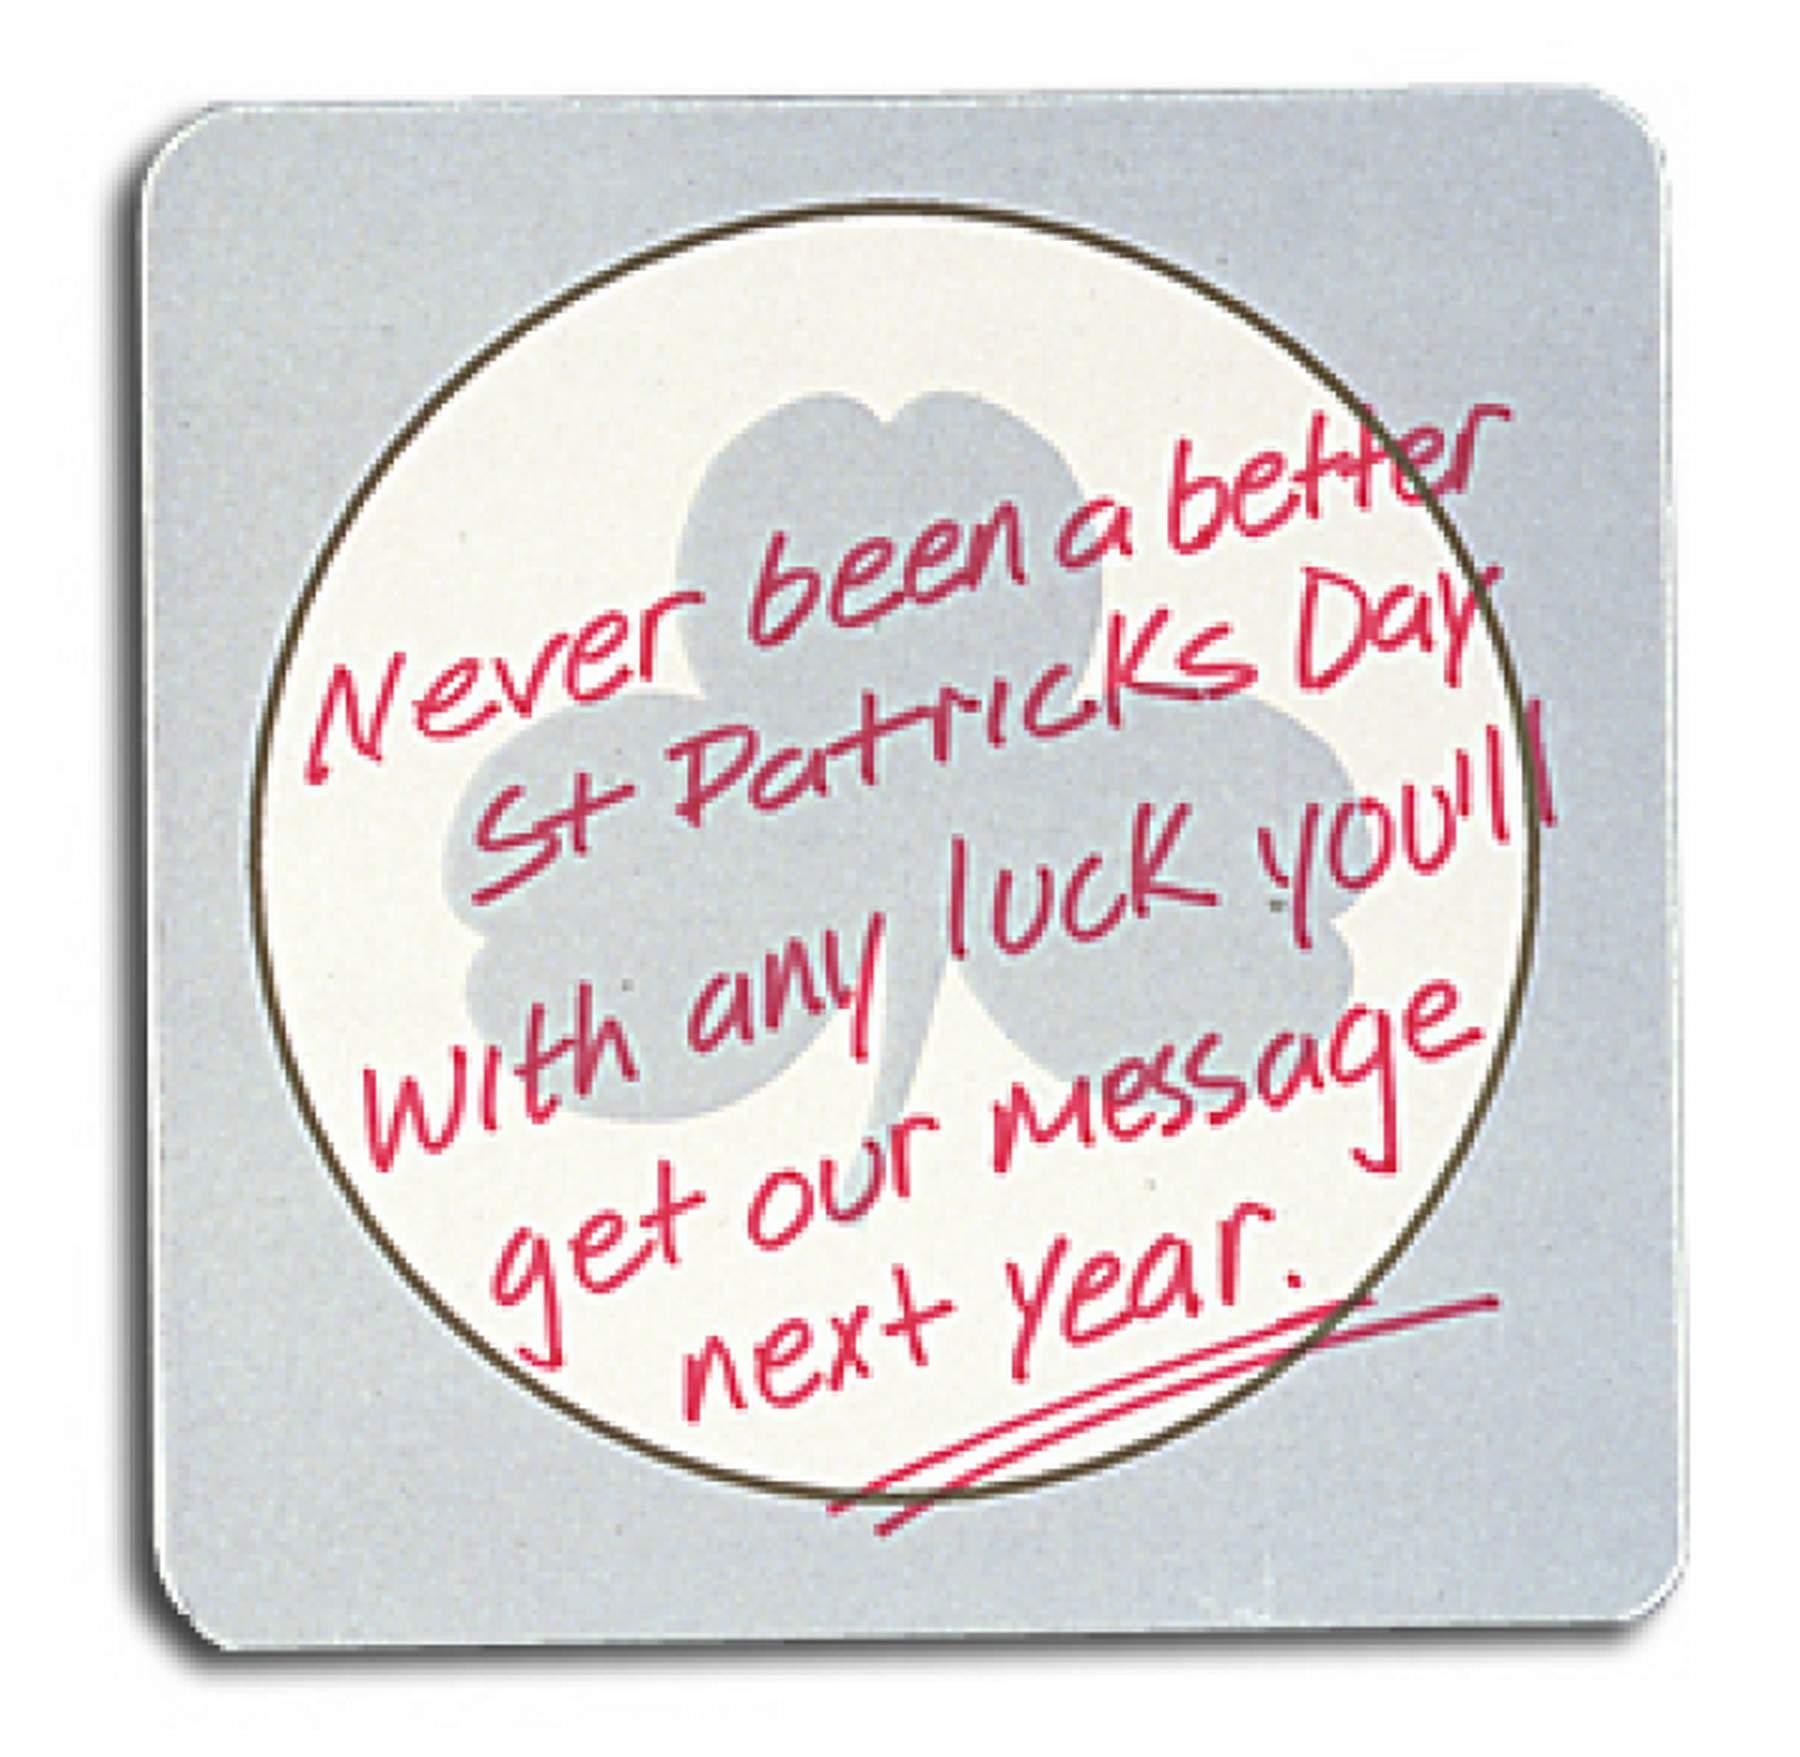 Never been a better
St Patricks Day
With any luck you'll
get our message
next year.